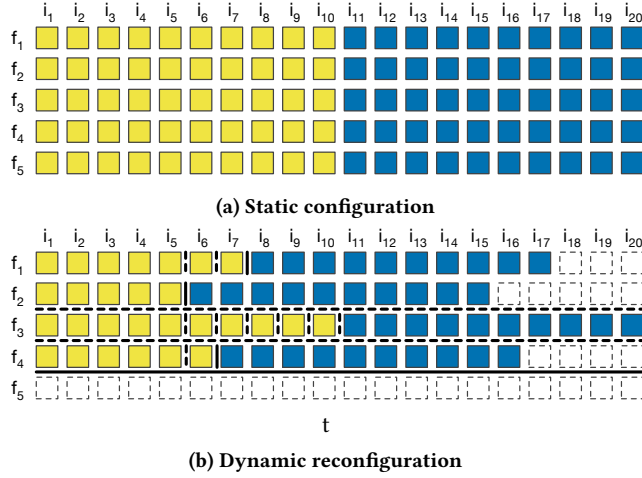 i1 i2 i3 i4 i5 i6 i7 i8 i9 i10 i11 i12 i13 i14 i15 i16 i17 i18 i19 i20
f1
f2
f3
f4
f5
(a) Static configuration
i1 i2 i3 i4 i5 i6 i7 i8 i9 i10 i11 i12 i13 i14 i15 i16 i17 i18 i19 i20
f1
f2
f3
f4
f5
t
(b) Dynamic reconfiguration